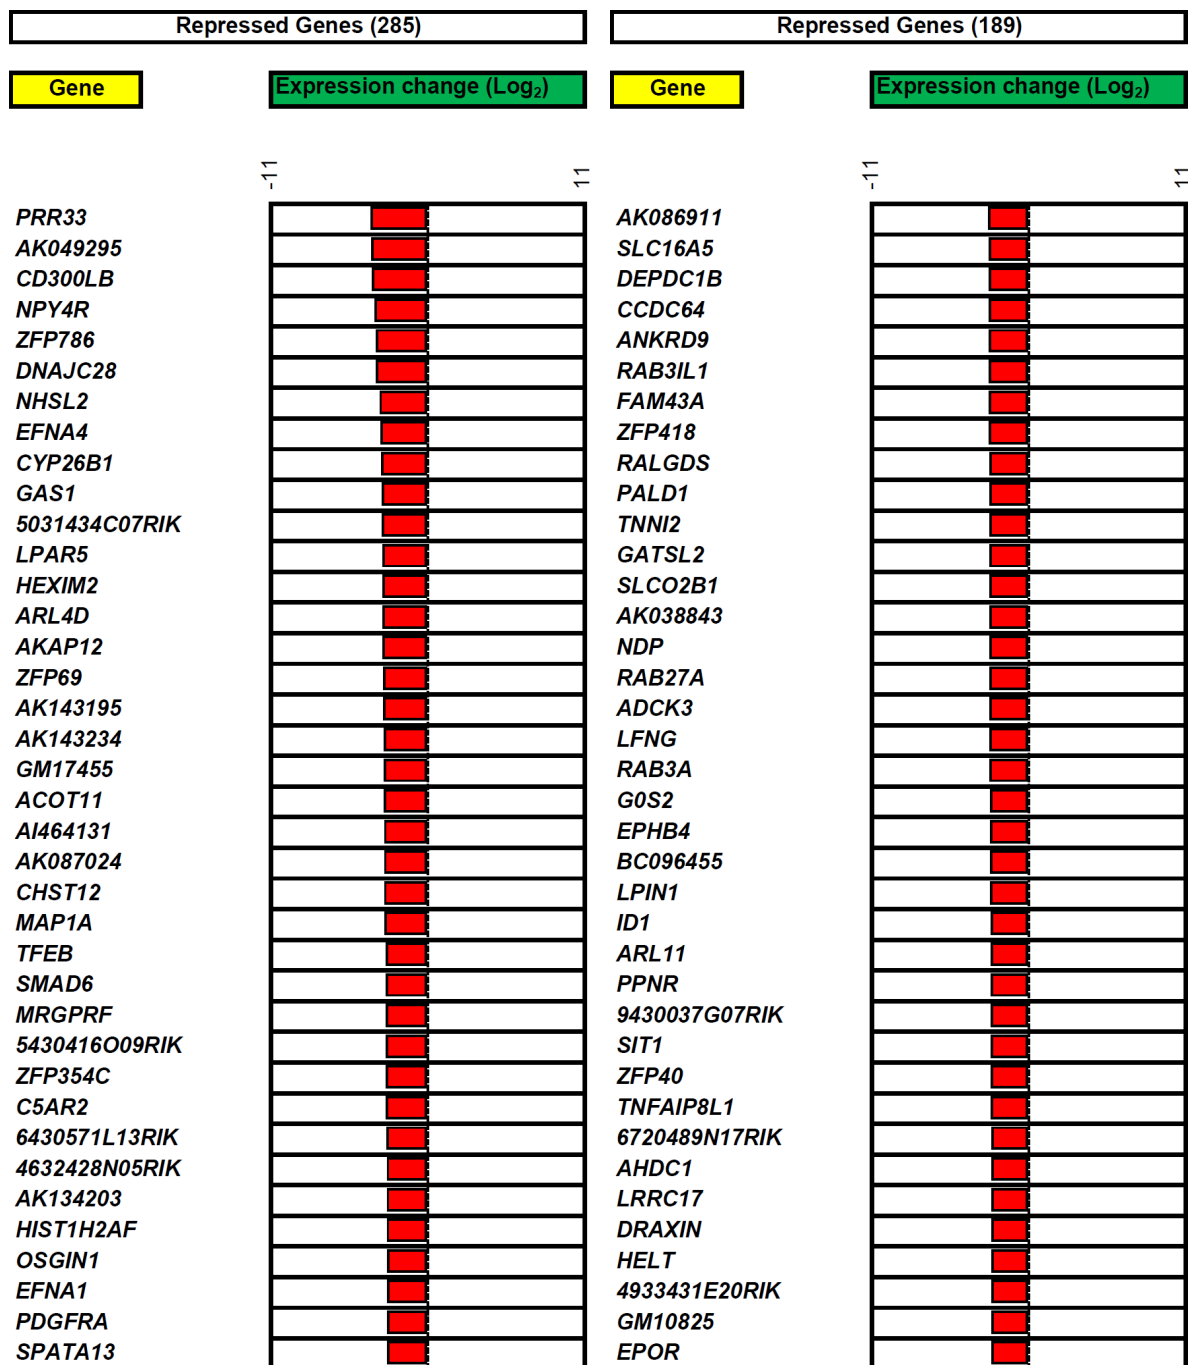 Repressed Genes (285)
Gene
Expression change (Log2)
-11
11
PRR33
AK049295
CD300LB
NPY4R
ZFP786
DNAJC28
NHSL2
EFNA4
CYP26B1
GAS1
5031434C07RIK
LPAR5
HEXIM2
ARL4D
AKAP12
ZFP69
AK143195
AK143234
GM17455
ACOT11
AI464131
AK087024
CHST12
MAP1A
TFEB
SMAD6
MRGPRF
5430416O09RIK
ZFP354C
C5AR2
6430571L13RIK
4632428N05RIK
AK134203
HIST1H2AF
OSGIN1
EFNA1
PDGFRA
SPATA13
Repressed Genes (189)
Gene
Expression change (Log2)
-11
11
AK086911
SLC16A5
DEPDC1B
CCDC64
ANKRD9
RAB3IL1
FAM43A
ZFP418
RALGDS
PALD1
TNNI2
GATSL2
SLCO2B1
AK038843
NDP
RAB27A
ADCK3
LFNG
RAB3A
G0S2
EPHB4
BC096455
LPIN1
ID1
ARL11
PPNR
9430037G07RIK
SIT1
ZFP40
TNFAIP8L1
6720489N17RIK
AHDC1
LRRC17
DRAXIN
HELT
4933431E20RIK
GM10825
EPOR